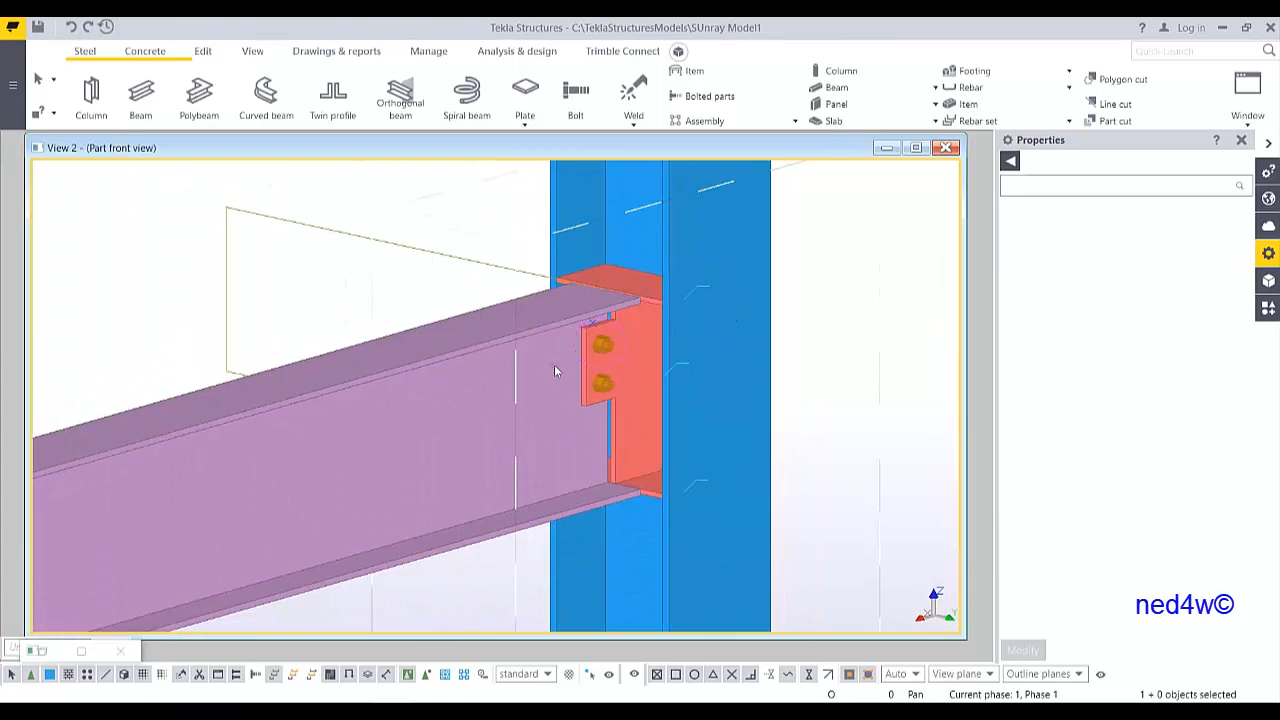 Tekla Structures - C:\TeklaStructuresModels\SUnray Model1
? Log in
Steel Concrete Edit View Drawings & reports Manage Analysis & design Trimble Connect
Quick Launch
Column
Beam
Polybeam
Curved beam
Twin profile
Orthogonal
beam
Spiral beam
Plate
Bolt
Weld
Item
Bolted parts
Assembly
Column
Beam
Panel
Slab
Footing
Rebar
Item
Rebar set
Polygon cut
Line cut
Part cut
Window
View 2 - (Part front view)
Properties
?
Z
ned4w©
Modify
standard
Auto
View plane
Outline planes
O 0 Pan Current phase: 1, Phase 1 1 + 0 objects selected